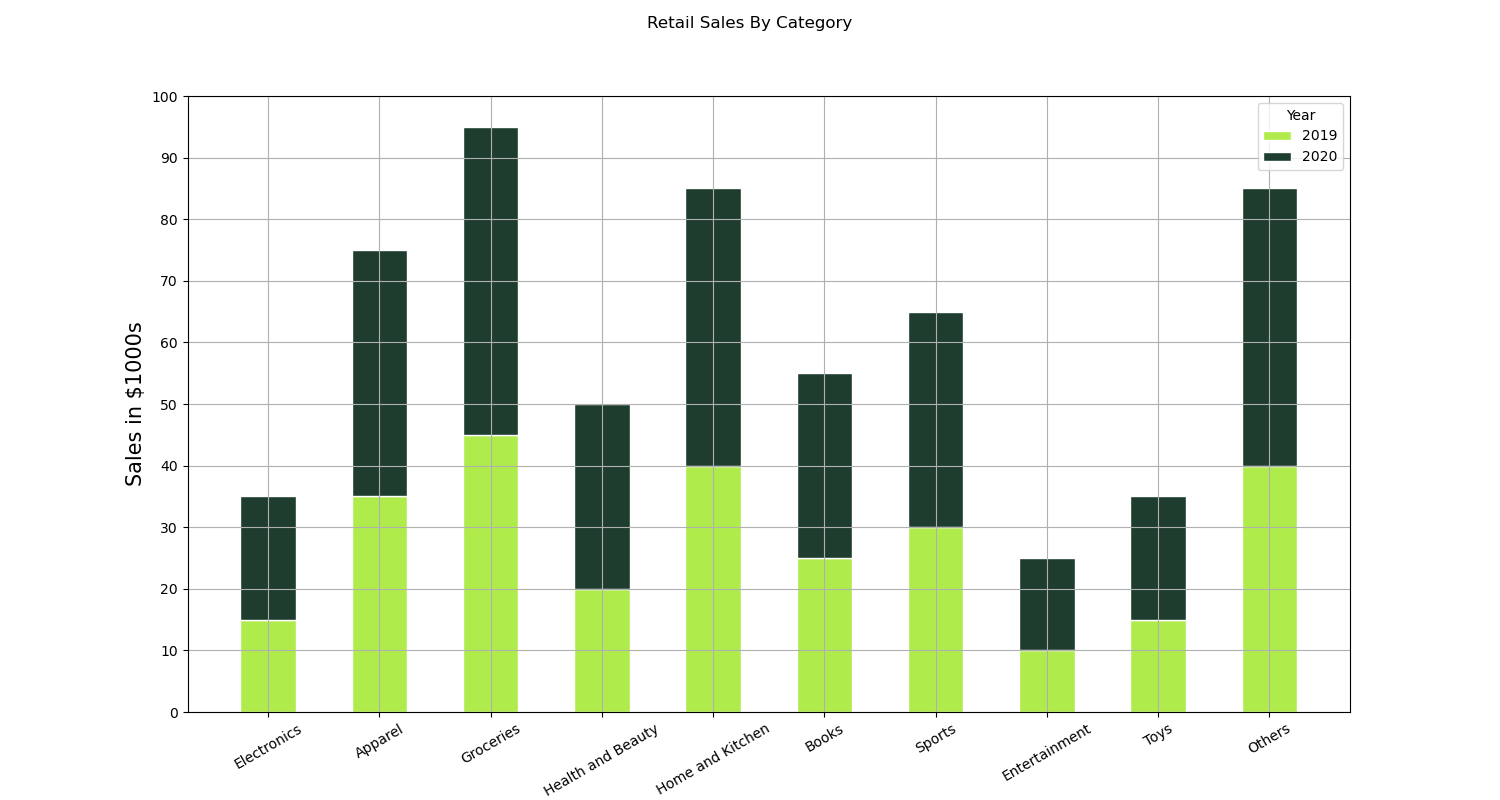 Retail Sales By Category
Sales in $1000s
100
90
80
70
60
50
40
30
20
10
0
Year
2019
2020
Electronics
Apparel
Groceries
Health and Beauty
Home and Kitchen
Books
Sports
Entertainment
Toys
Others